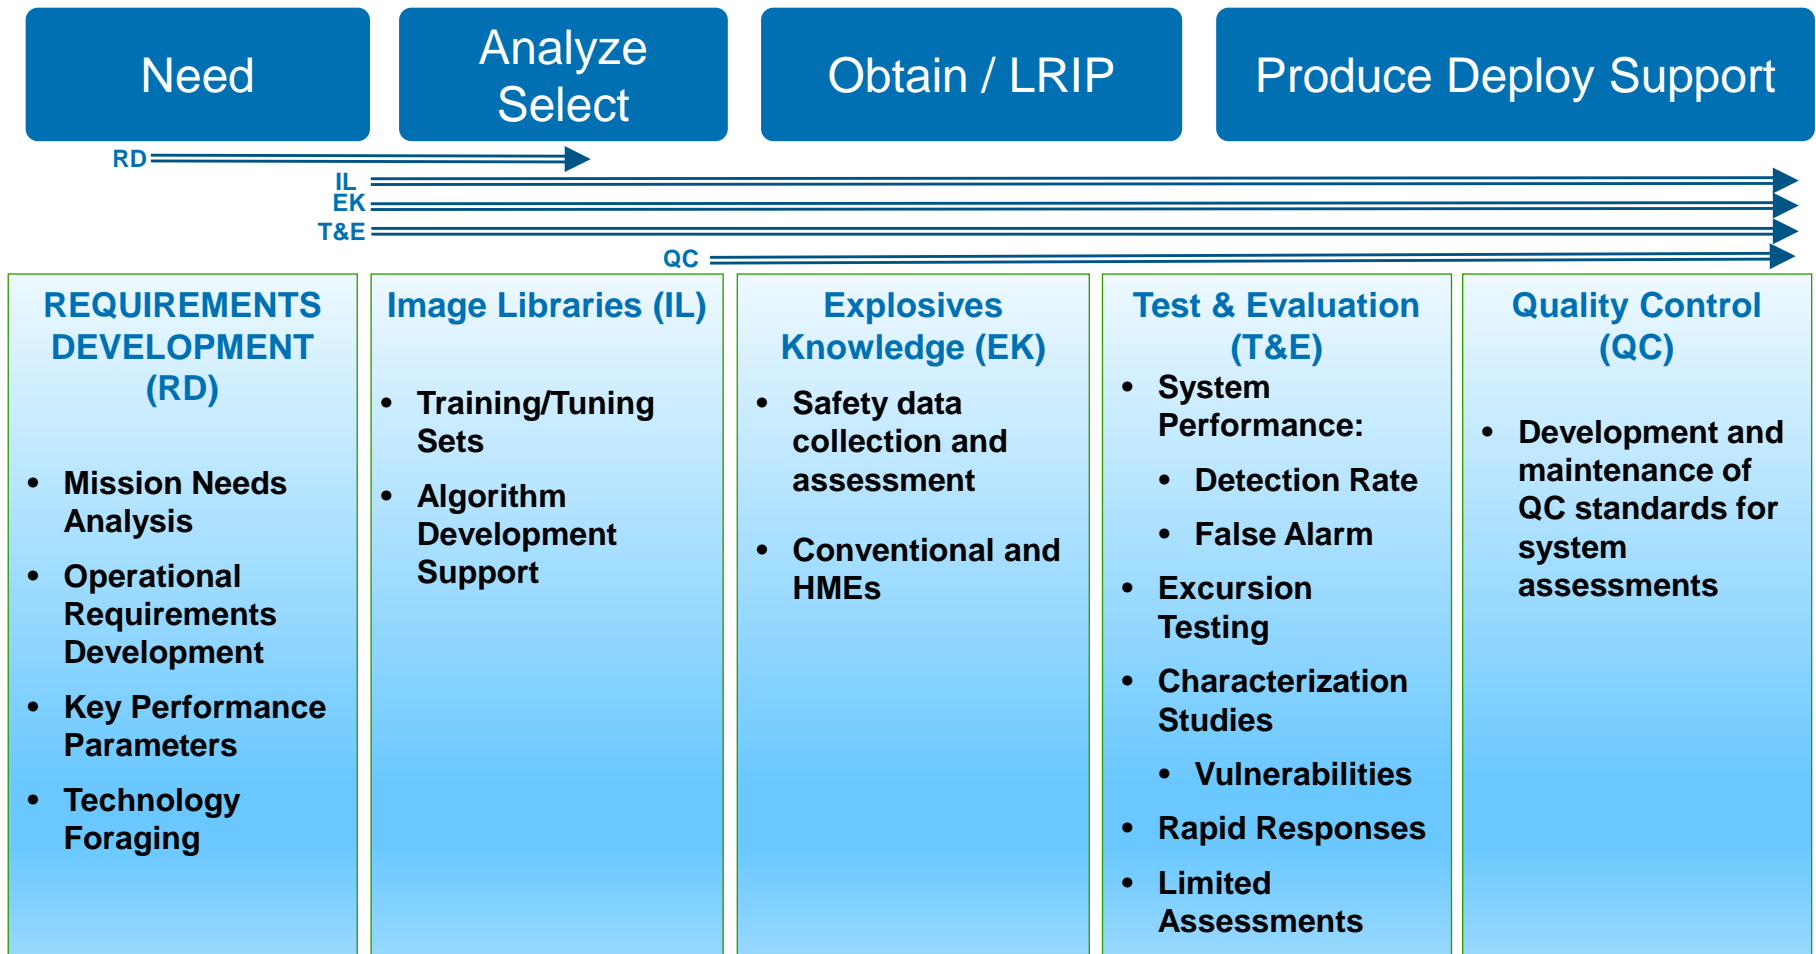 Need
Analyze
Select
Obtain / LRIP
Produce Deploy Support
RD
IL
EK
T&E
QC
REQUIREMENTS
DEVELOPMENT
(RD)
• Mission Needs
Analysis
• Operational
Requirements
Development
• Key Performance
Parameters
• Technology
Foraging
Image Libraries (IL)
• Training/Tuning
Sets
• Algorithm
Development
Support
Explosives
Knowledge (EK)
• Safety data
collection and
assessment
• Conventional and
HMEs
Test & Evaluation
(T&E)
• System
Performance:
• Detection Rate
• False Alarm
• Excursion
Testing
• Characterization
Studies
• Vulnerabilities
• Rapid Responses
• Limited
Assessments
Quality Control
(QC)
• Development and
maintenance of
QC standards for
system
assessments